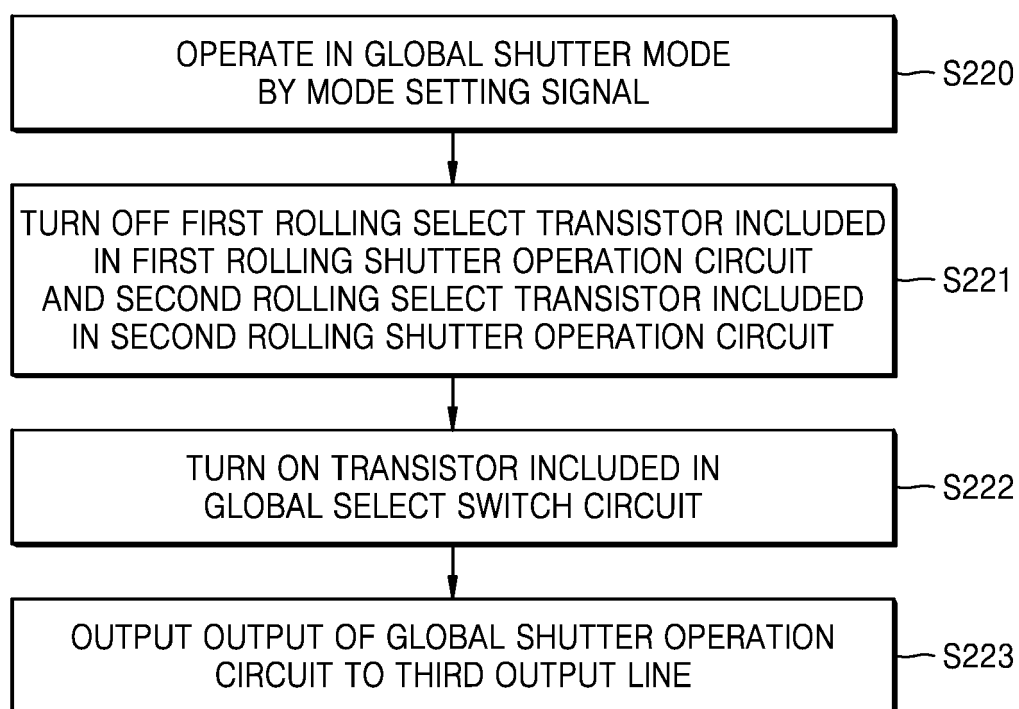 OPERATE IN GLOBAL SHUTTER MODE
BY MODE SETTING SIGNAL
S220
TURN OFF FIRST ROLLING SELECT TRANSISTOR INCLUDED
IN FIRST ROLLING SHUTTER OPERATION CIRCUIT
AND SECOND ROLLING SELECT TRANSISTOR INCLUDED
IN SECOND ROLLING SHUTTER OPERATION CIRCUIT
S221
TURN ON TRANSISTOR INCLUDED IN
GLOBAL SELECT SWITCH CIRCUIT
S222
OUTPUT OUTPUT OF GLOBAL SHUTTER OPERATION
CIRCUIT TO THIRD OUTPUT LINE
S223